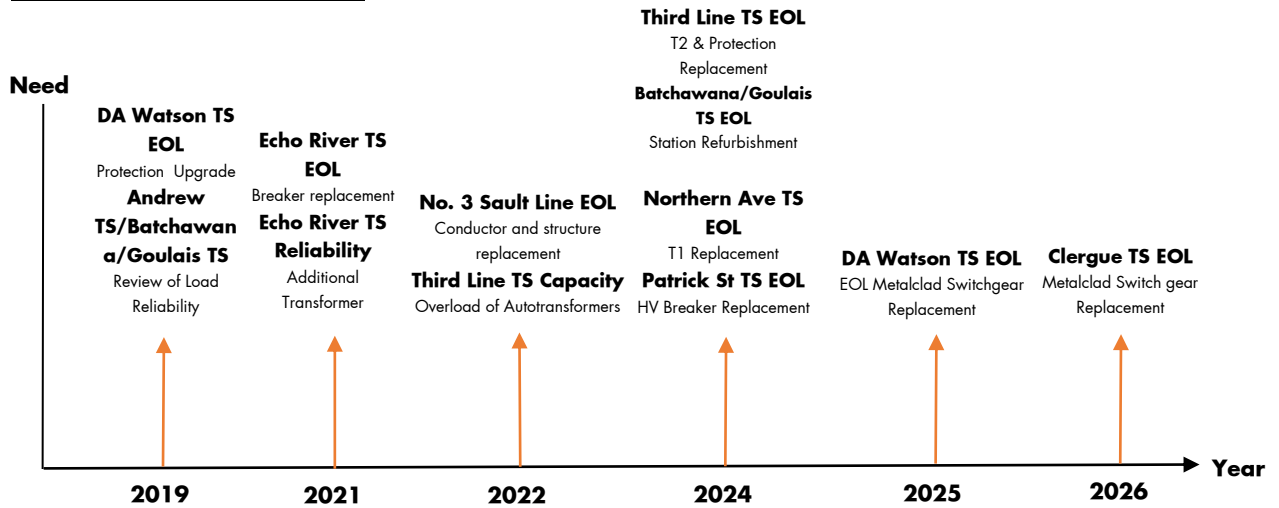 Need
DA Watson TS
EOL
Protection Upgrade
Andrew
TS/Batchawan
a/Goulais TS
Review of Load
Reliability
Echo River TS
EOL
Breaker replacement
Echo River TS
Reliability
Additional
Transformer
No. 3 Sault Line EOL
Conductor and structure
replacement
Third Line TS Capacity
Overload of Autotransformers
Third Line TS EOL
T2 & Protection
Replacement
Batchawana/Goulais
TS EOL
Station Refurbishment
Northern Ave TS
EOL
T1 Replacement
Patrick St TS EOL
HV Breaker Replacement
DA Watson TS EOL
EOL Metalclad Switchgear
Replacement
Clergue TS EOL
Metalclad Switch gear
Replacement
Year
2019
2021
2022
2024
2025
2026